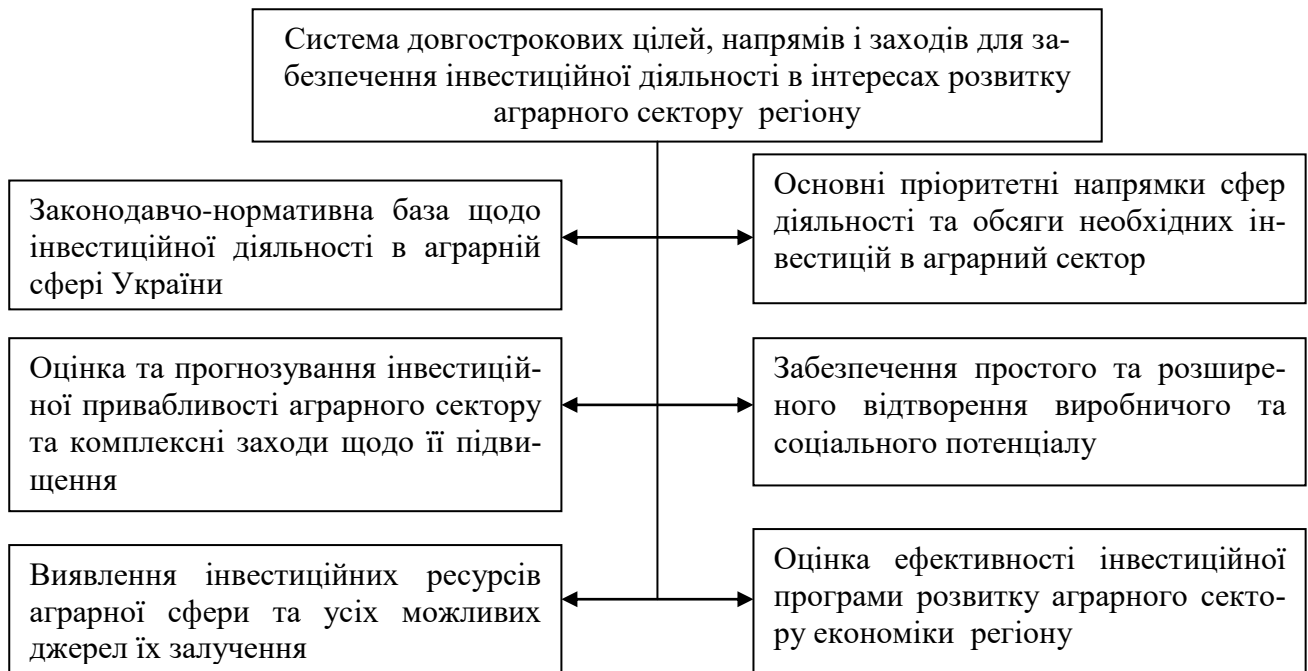 Система довгострокових цілей, напрямів і заходів для за-
безпечення інвестиційної діяльності в інтересах розвитку
аграрного сектору регіону
Законодавчо-нормативна база щодо
інвестиційної діяльності в аграрній
сфері України
Основні пріоритетні напрямки сфер
діяльності та обсяги необхідних ін-
вестицій в аграрний сектор
Оцінка та прогнозування інвестицій-
ної привабливості аграрного сектору
та комплексні заходи щодо її підви-
щення
Забезпечення простого та розшире-
ного відтворення виробничого та
соціального потенціалу
Виявлення інвестиційних ресурсів
аграрної сфери та усіх можливих
джерел їх залучення
Оцінка ефективності інвестиційної
програми розвитку аграрного секто-
ру економіки регіону